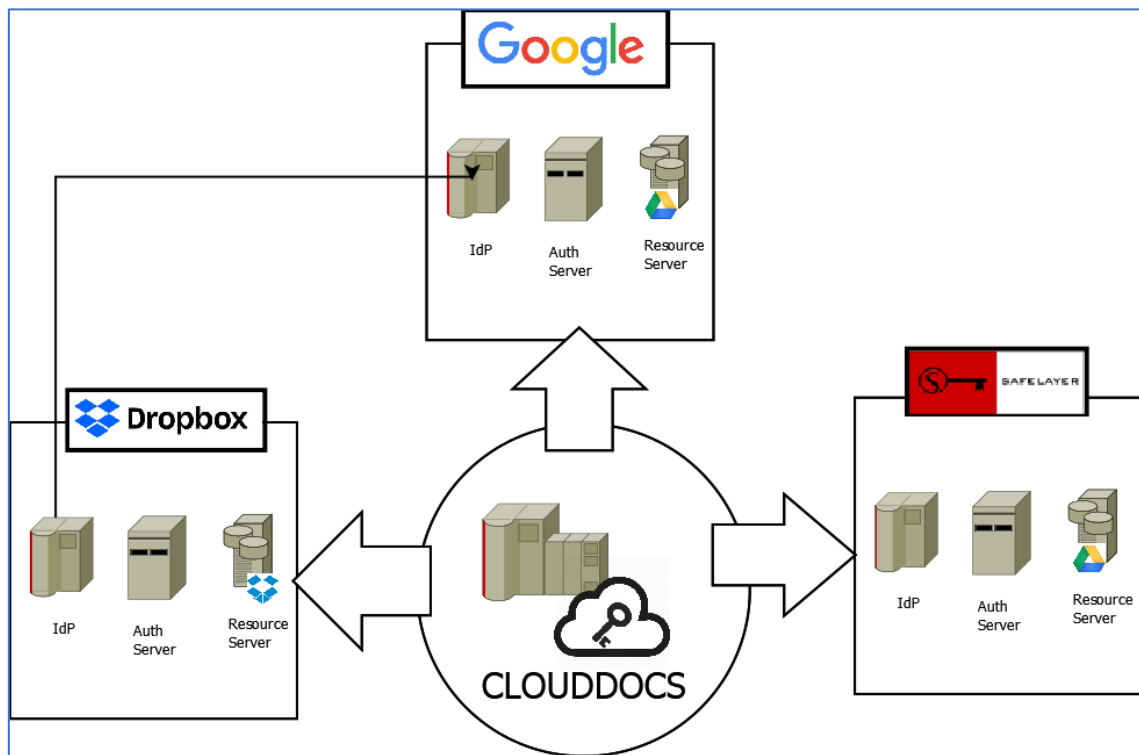 Google
IdP
Auth
Server
Resource
Server
Dropbox
IdP
Auth
Server
Resource
Server
SAFELAYER
IdP
Auth
Server
Resource
Server
CLOUDDOCS